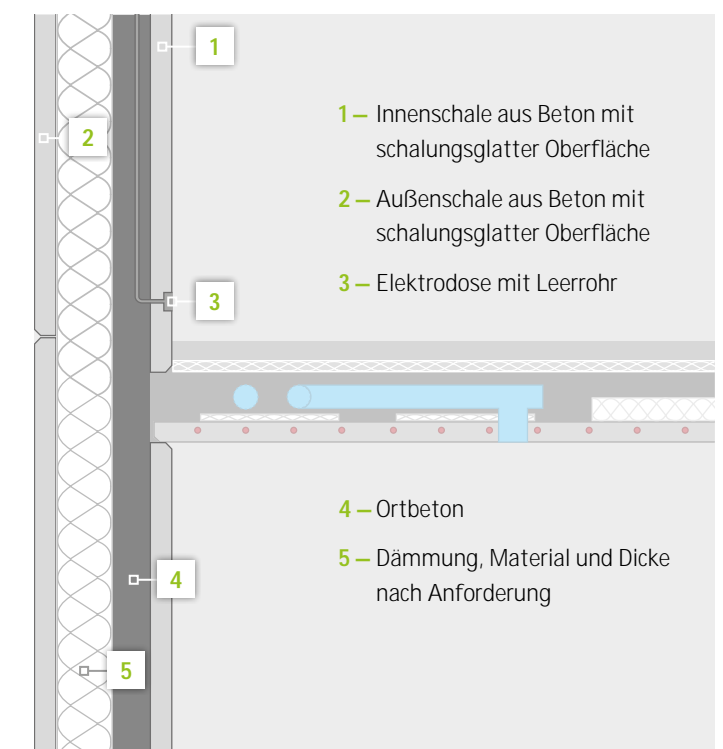 1
2
3
1 – Innenschale aus Beton mit
schalungsglatter Oberfläche
2 – Außenschale aus Beton mit
schalungsglatter Oberfläche
3 – Elektrodose mit Leerrohr
4
5
4 – Ortbeton
5 – Dämmung, Material und Dicke
nach Anforderung